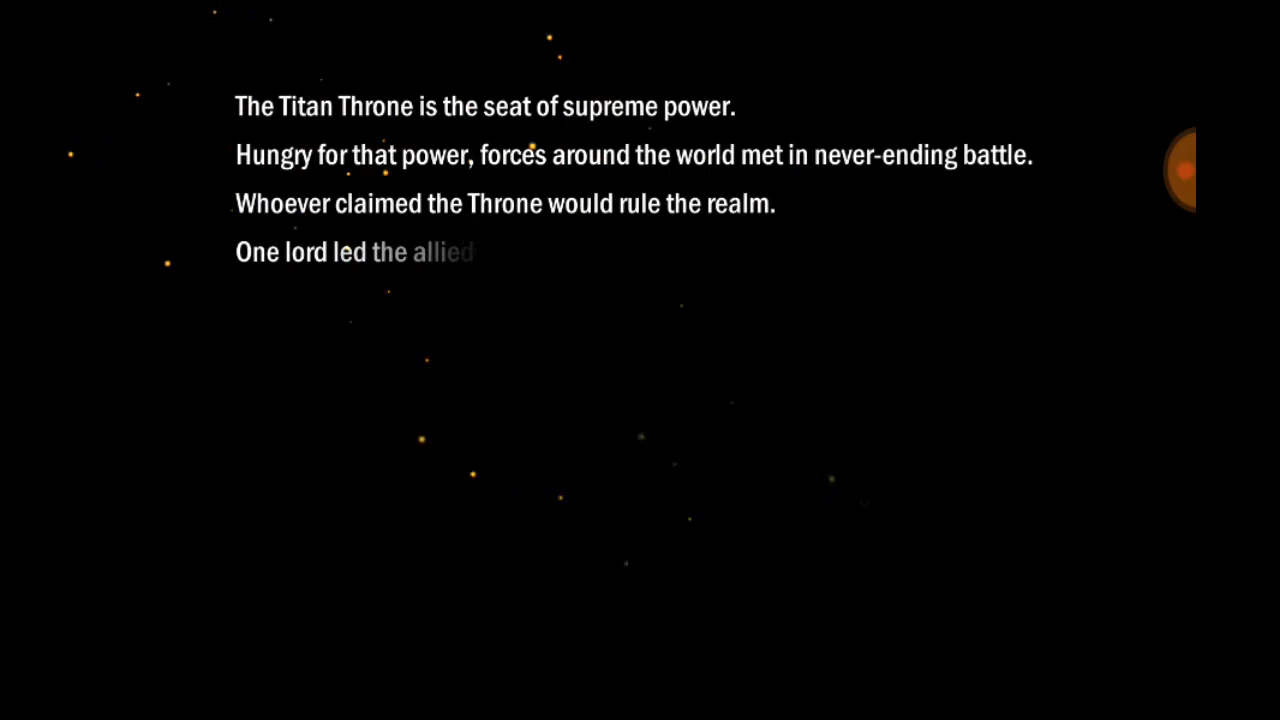 The Titan Throne is the seat of supreme power.
Hungry for that power, forces around the world met in never-ending battle.
Whoever claimed the Throne would rule the realm.
One lord led the allied